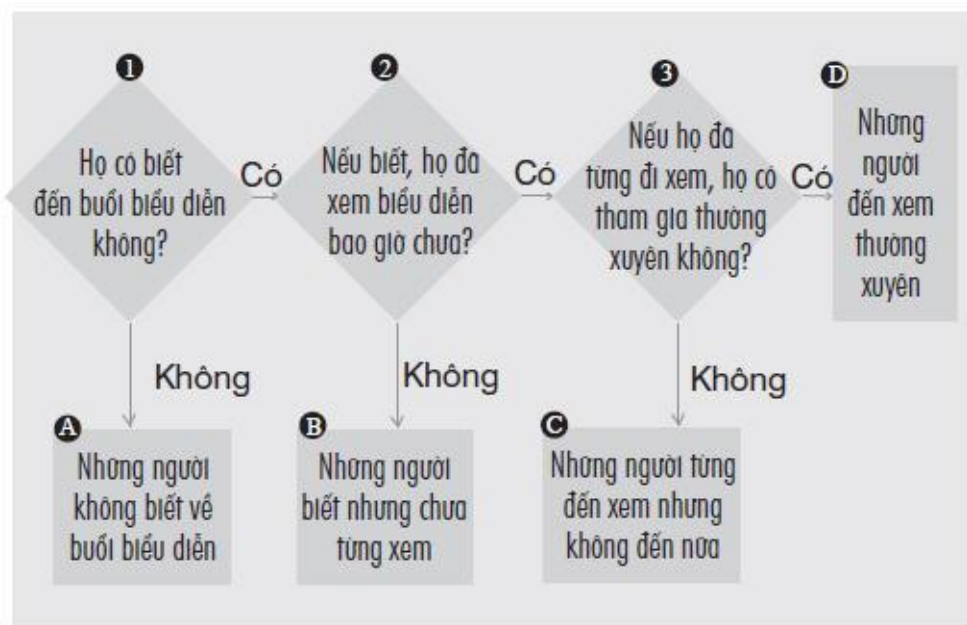 1
Họ có biết
đến buổi biểu diễn
không?
Có
2
Nếu biết, họ đã
xem biểu diễn
bao giờ chưa?
Có
3
Nếu họ đã
từng đi xem, họ có
tham gia thường
xuyên không?
Có
D
Những
người
đến xem
thường
xuyên
Không
Không
Không
A
Những người
không biết về
buổi biểu diễn
B
Những người
biết nhưng chưa
từng xem
C
Những người từng
đến xem nhưng
không đến nữa